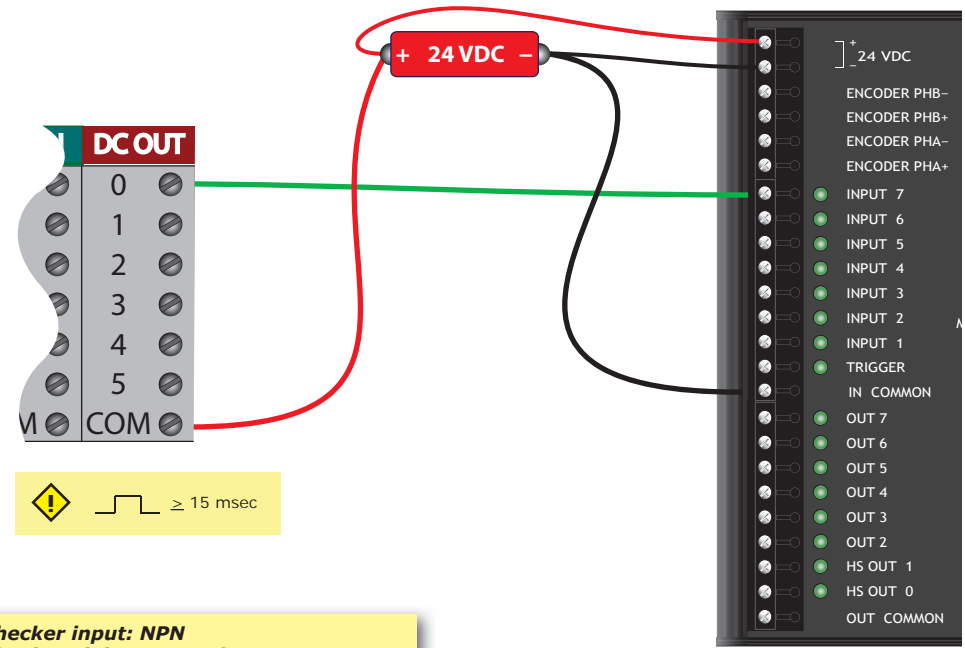 + 24 VDC –
DC OUT
0
1
2
3
4
5
COM
! ≥ 15 msec
checker input: NPN
+
24 VDC
–
ENCODER PHB–
ENCODER PHB+
ENCODER PHA–
ENCODER PHA+
INPUT 7
INPUT 6
INPUT 5
INPUT 4
INPUT 3
INPUT 2
INPUT 1
TRIGGER
IN COMMON
OUT 7
OUT 6
OUT 5
OUT 4
OUT 3
OUT 2
HS OUT 1
HS OUT 0
OUT COMMON